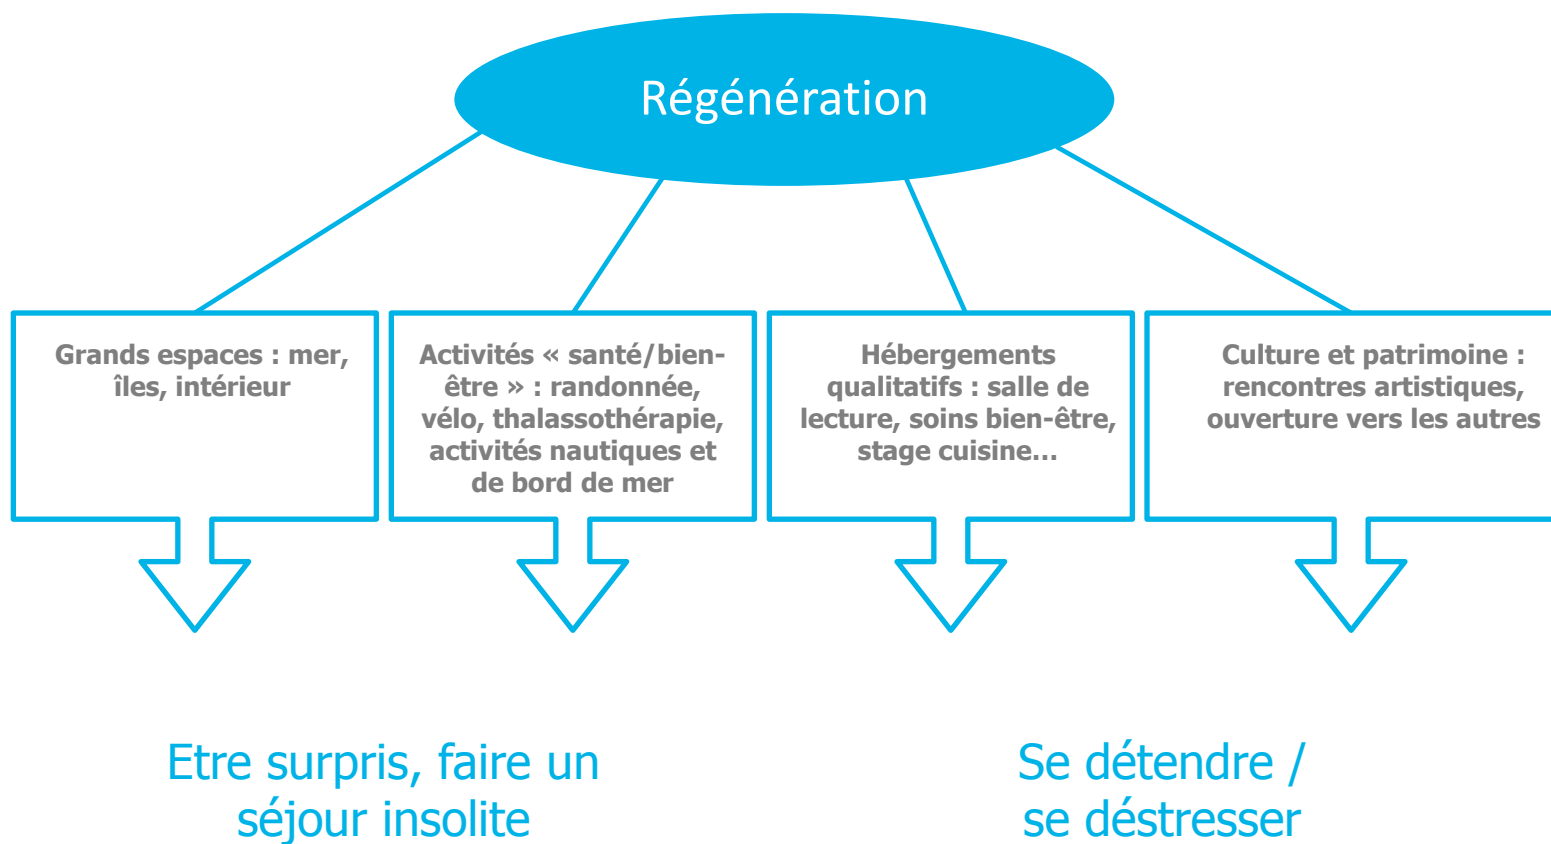 Régénération
Grands espaces : mer,
îles, intérieur
Activités « santé/bien-
être » : randonnée,
vélo, thalassothérapie,
activités nautiques et
de bord de mer
Hébergements
qualitatifs : salle de
lecture, soins bien-être,
stage cuisine...
Culture et patrimoine :
rencontres artistiques,
ouverture vers les autres
Etre surpris, faire un
séjour insolite
Se détendre /
se déstresser